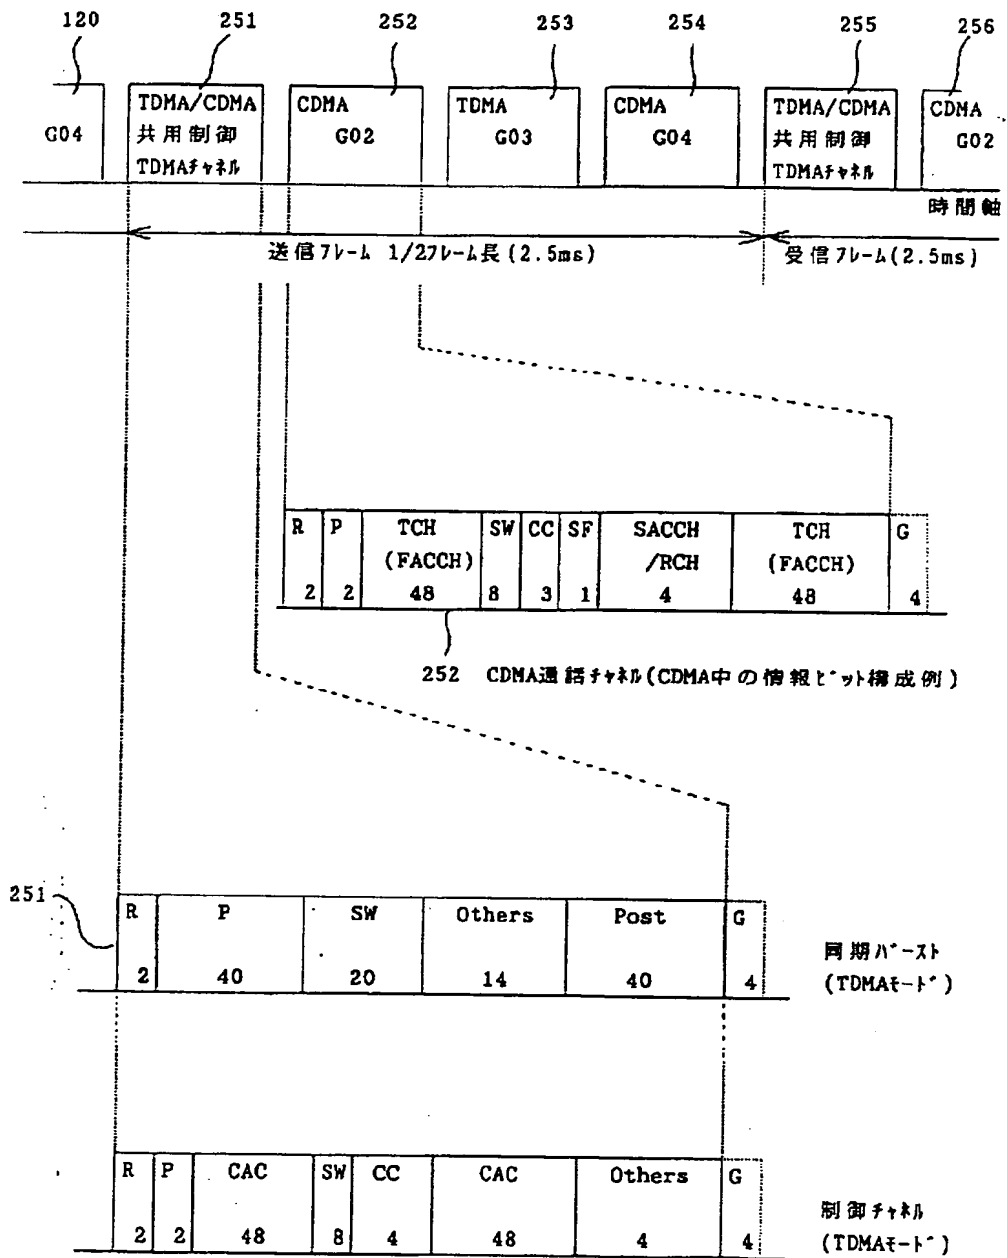 120 251 252 253 254 255 256
G04
TDMA/CDMA
共用制御
TDMAチャネル
CDMA
G02
TDMA
G03
CDMA
G04
TDMA/CDMA
共用制御
TDMAチャネル
CDMA
G02
時間軸
送信フレーム 1/2フレーム長(2.5ms) 受信フレーム(2.5ms)
R P TCH SW CC SF SACCH TCH G
(FACCH) /RCH (FACCH)
2 2 48 8 3 1 4 48 4
252 CDMA通話チャネル(CDMA中の情報ビット構成例)
251
R P SW Others Post G
2 40 20 14 40 4
同期バースト
(TDMAモード)
R P CAC SW CC CAC Others G
2 2 48 8 4 48 4 4
制御チャネル
(TDMAモード)